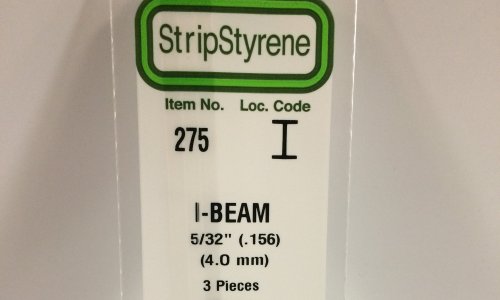 StripStyrene
Item No. Loc. Code
275 I
I-BEAM
5/32" (.156)
(4.0 mm)
3 Pieces